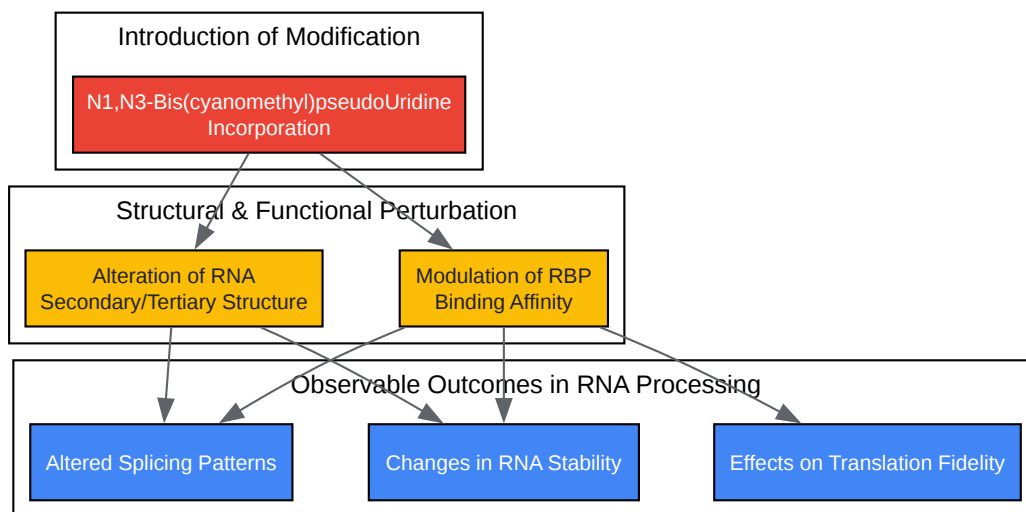 Introduction of Modification
N1,N3-Bis(cyanomethyl)pseudoUridine
Incorporation
Structural & Functional Perturbation
Alteration of RNA
Secondary/Tertiary Structure
Modulation of RBP
Binding Affinity
Observable Outcomes in RNA Processing
Altered Splicing Patterns
Changes in RNA Stability
Effects on Translation Fidelity